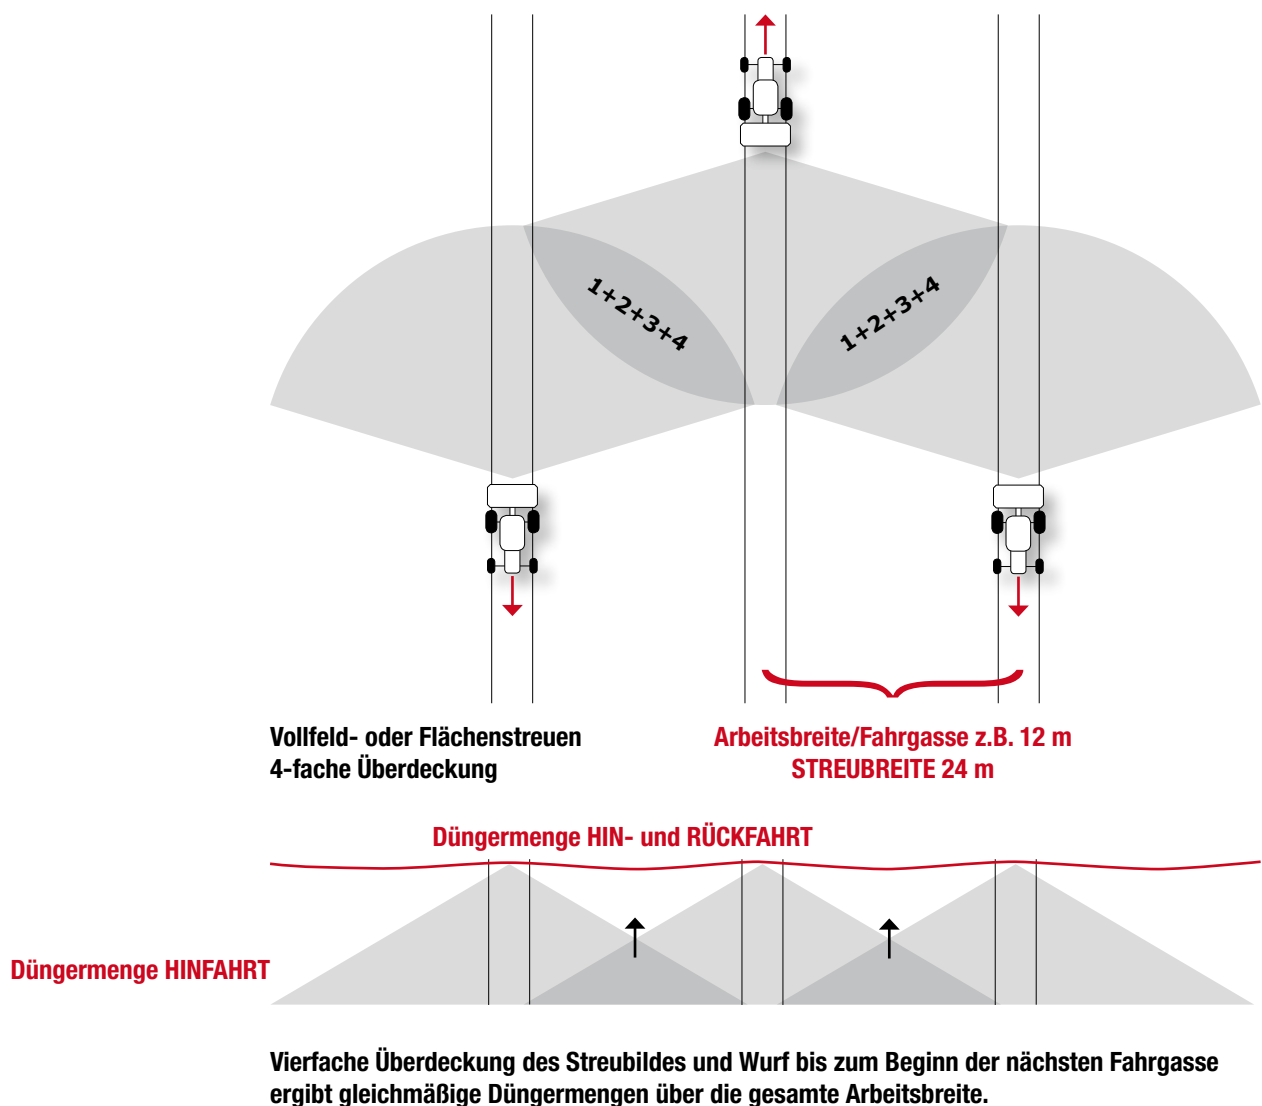 1+2+3+4
1+2+3+4
Vollfeld- oder Flächenstreuen
4-fache Überdeckung
Arbeitsbreite/Fahrgasse z.B. 12 m
STREUBREITE 24 m
Düngermenge HIN- und RÜCKFAHRT
Düngermenge HINFAHRT
Vierfache Überdeckung des Streubildes und Wurf bis zum Beginn der nächsten Fahrgasse
ergibt gleichmäßige Düngermengen über die gesamte Arbeitsbreite.